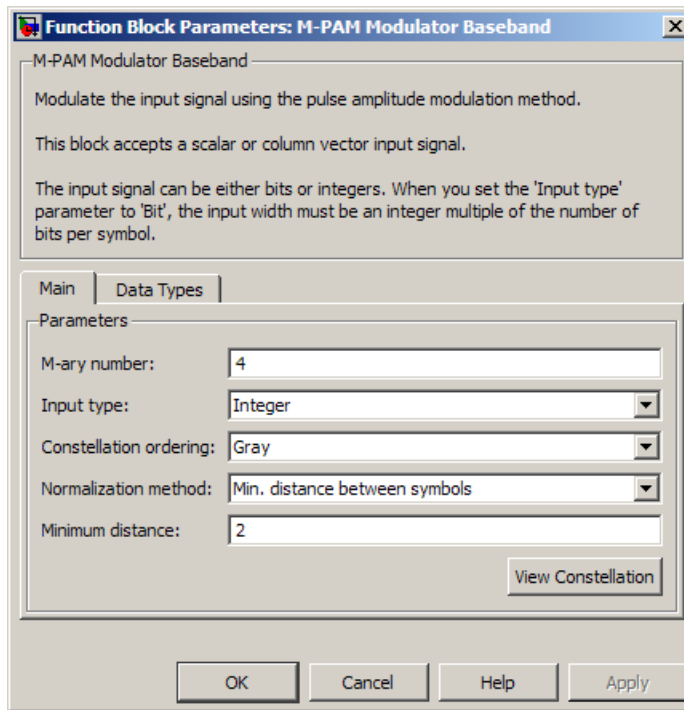 Function Block Parameters: M-PAM Modulator Baseband
M-PAM Modulator Baseband
Modulate the input signal using the pulse amplitude modulation method.
This block accepts a scalar or column vector input signal.
The input signal can be either bits or integers. When you set the 'Input type'
parameter to 'Bit', the input width must be an integer multiple of the number of
bits per symbol.
Main Data Types
Parameters
M-ary number: 4
Input type: Integer
Constellation ordering: Gray
Normalization method: Min. distance between symbols
Minimum distance: 2
View Constellation
OK Cancel Help Apply